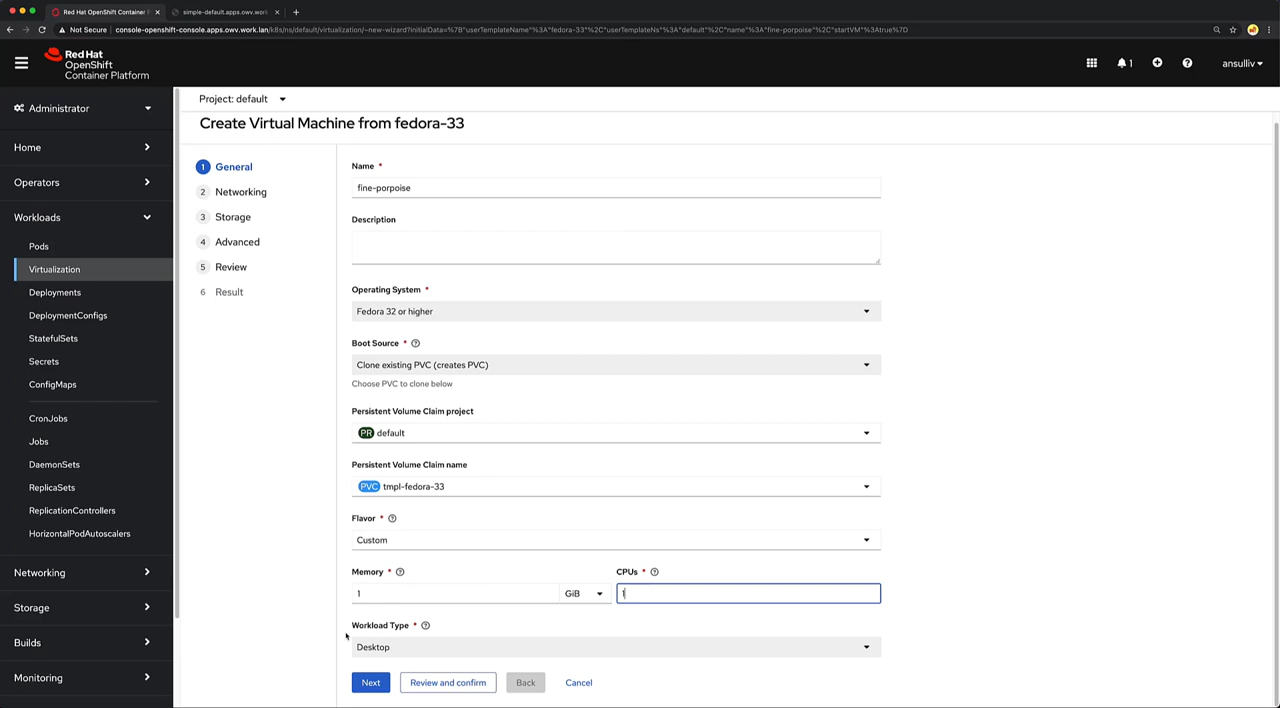 Red Hat OpenShift Container P
simple-default.apps.owv.work
Not Secure
console-openshift-console.apps.owv.work.lan/k8s/ns/default/virtualization/~new-wizard?initialData=%7B"userTemplateName"%3A"fedora-33"%2C"userTemplateNs"%3A"default"%2C"name"%3A"fine-porpoise"%2C"startVM"%3Atrue%7D
Red Hat
OpenShift
Container Platform
1
ansulliv
Administrator
Home
Operators
Workloads
Pods
Virtualization
Deployments
DeploymentConfigs
StatefulSets
Secrets
ConfigMaps
CronJobs
Jobs
DaemonSets
ReplicaSets
ReplicationControllers
HorizontalPodAutoscalers
Networking
Storage
Builds
Monitoring
Project: default
Create Virtual Machine from fedora-33
1 General
2 Networking
3 Storage
4 Advanced
5 Review
6 Result
Name *
fine-porpoise
Description
Operating System *
Fedora 32 or higher
Boot Source *
Clone existing PVC (creates PVC)
Choose PVC to clone below
Persistent Volume Claim project
PR default
Persistent Volume Claim name
PVC tmpl-fedora-33
Flavor *
Custom
Memory * CPUs *
1 GiB 1
Workload Type *
Desktop
Next Review and confirm Back Cancel